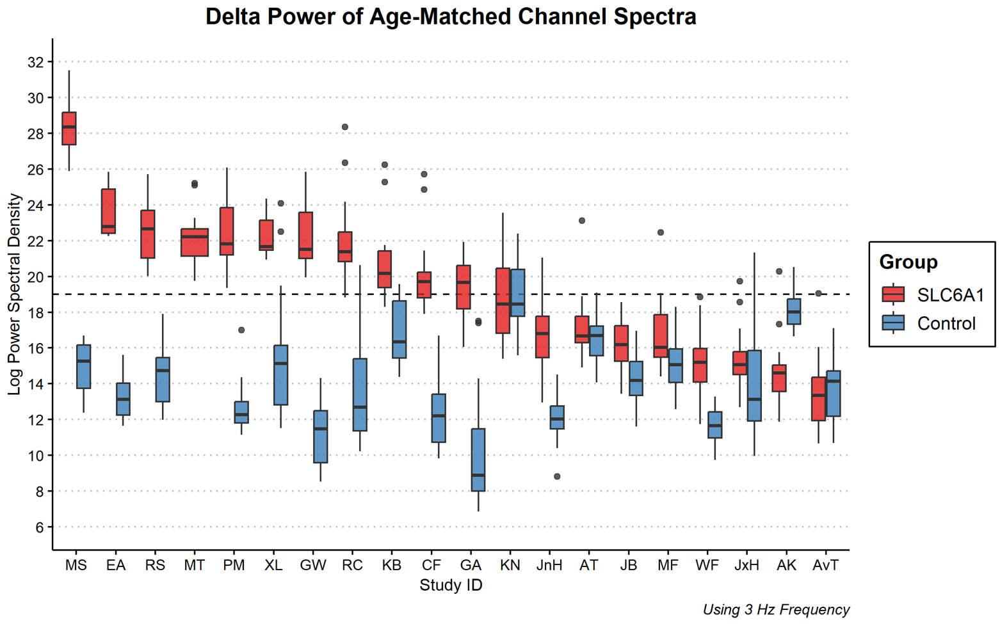 Delta Power of Age-Matched Channel Spectra
Log Power Spectral Density
32
30
28
26
24
22
20
18
16
14
12
10
8
6
MS EA RS MT PM XL GW RC KB CF GA KN JnH AT JB MF WF JxH AK AvT
Study ID
Using 3 Hz Frequency
Group
SLC6A1
Control